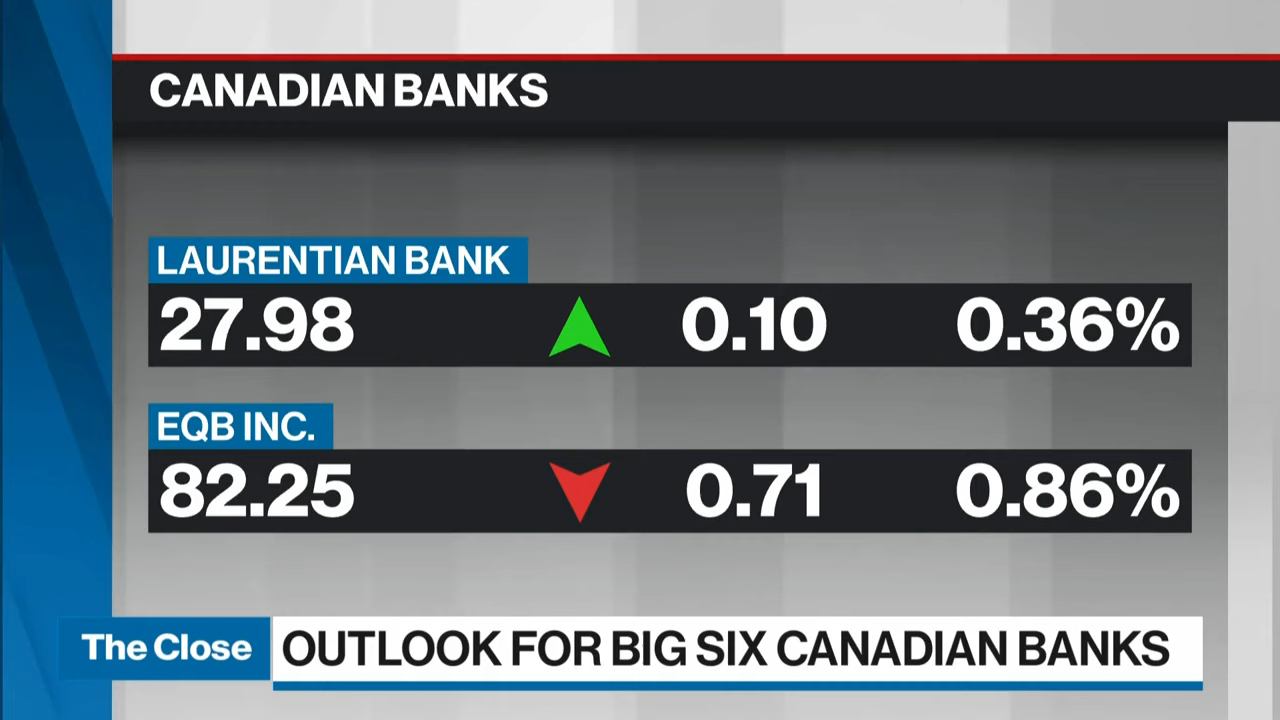 CANADIAN BANKS
LAURENTIAN BANK
27.98 0.10 0.36%
EQB INC.
82.25 0.71 0.86%
The Close OUTLOOK FOR BIG SIX CANADIAN BANKS